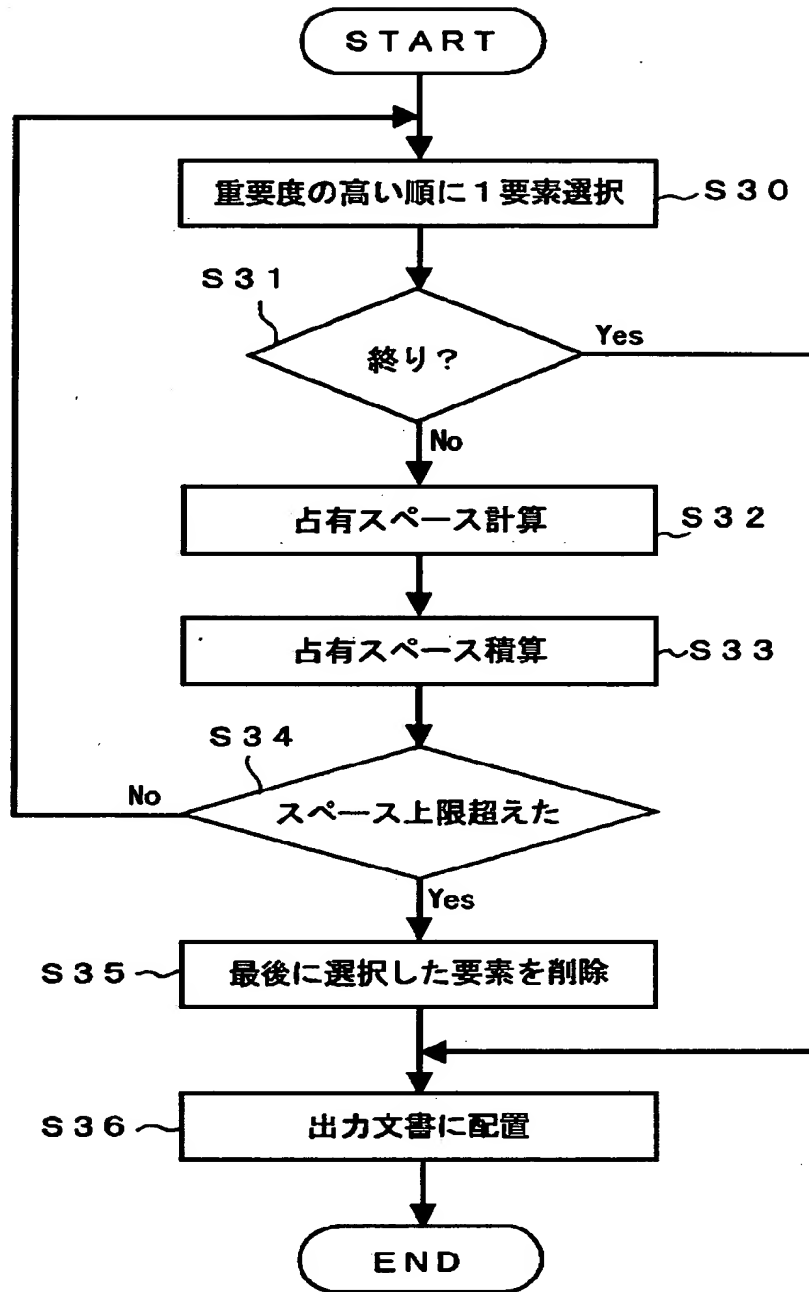 ＳＴＡＲＴ
重要度の高い順に１要素選択
Ｓ３０
Ｓ３１
終り？
Yes
No
占有スペース計算
Ｓ３２
占有スペース積算
Ｓ３３
Ｓ３４
スペース上限超えた
No
Yes
Ｓ３５
最後に選択した要素を削除
Ｓ３６
出力文書に配置
ＥＮＤ